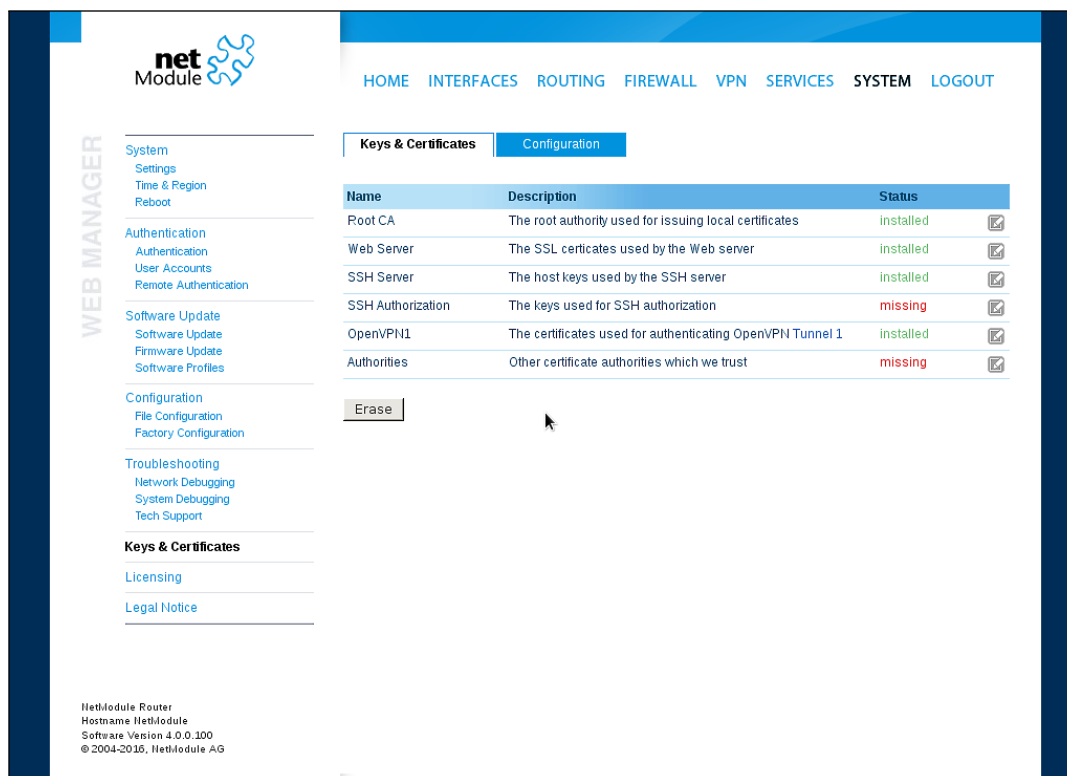 net
Module
HOME INTERFACES ROUTING FIREWALL VPN SERVICES SYSTEM LOGOUT
WEB MANAGER
System
Settings
Time & Region
Reboot
Authentication
Authentication
User Accounts
Remote Authentication
Software Update
Software Update
Firmware Update
Software Profiles
Configuration
File Configuration
Factory Configuration
Troubleshooting
Network Debugging
System Debugging
Tech Support
Keys & Certificates
Licensing
Legal Notice
Keys & Certificates Configuration
Name Description Status
Root CA The root authority used for issuing local certificates installed
Web Server The SSL certicates used by the Web server installed
SSH Server The host keys used by the SSH server installed
SSH Authorization The keys used for SSH authorization missing
OpenVPN1 The certificates used for authenticating OpenVPN Tunnel 1 installed
Authorities Other certificate authorities which we trust missing
Erase
NetModule Router
Hostname NetModule
Software Version 4.0.0.100
© 2004-2016, NetModule AG